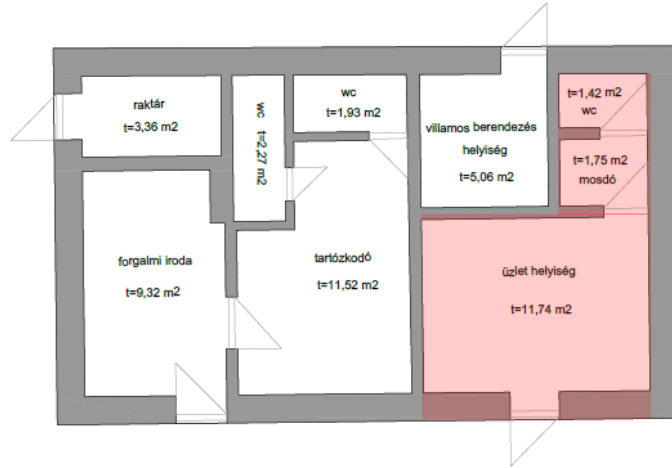 raktár
t=3,36 m2
wc
t=2,27 m2
wc
t=1,93 m2
villamos berendezés
helyiség
t=5,06 m2
t=1,42 m2
wc
t=1,75 m2
mosdó
forgalmi iroda
t=9,32 m2
tartózkodó
t=11,52 m2
üzlet helyiség
t=11,74 m2